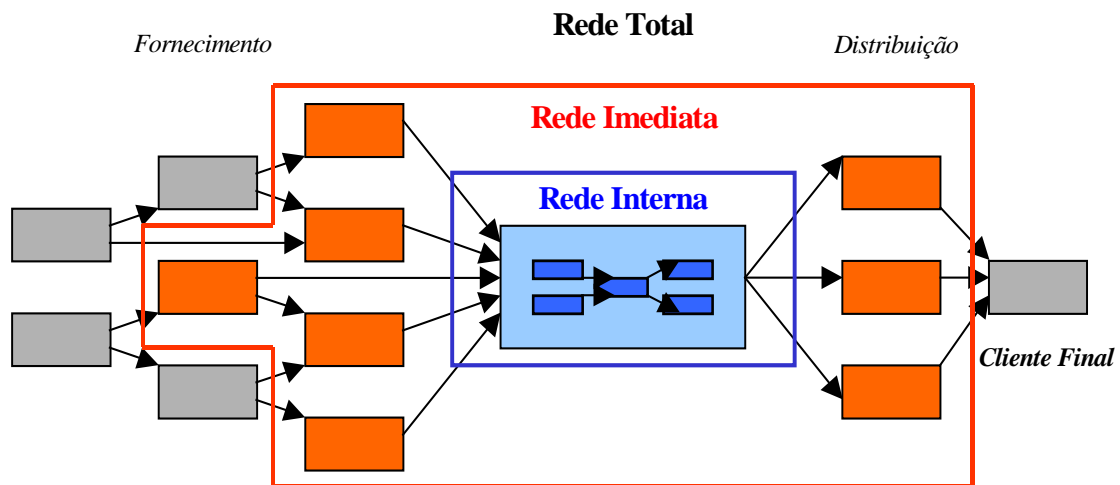 Rede Total
Fornecimento
Distribuição
Rede Imediata
Rede Interna
Cliente Final